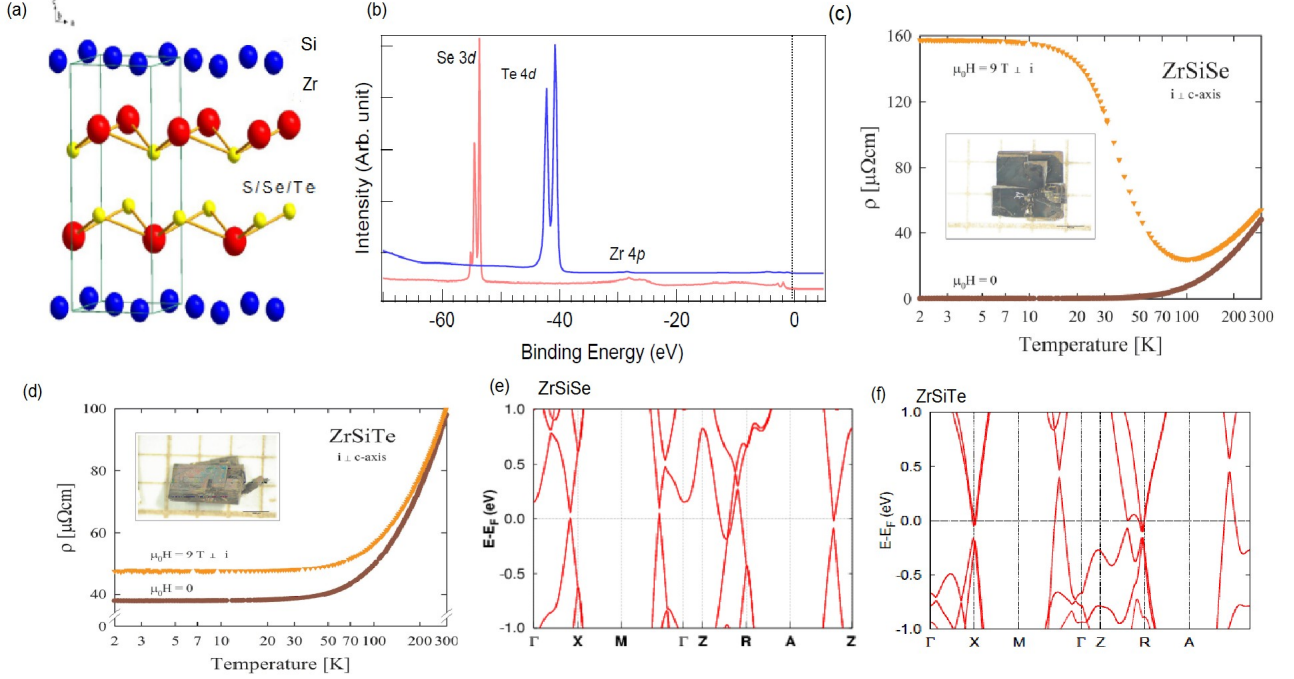 (a)
Si
Zr
S/Se/Te
(b)
Se 3d
Te 4d
Zr 4p
Intensity (Arb. unit)
-60 -40 -20 0
Binding Energy (eV)
(c)
160
120
80
40
0
μ₀H = 9 T ⊥ i
ZrSiSe
i ⊥ c-axis
μ₀H = 0
ρ [μΩcm]
2 3 5 7 10 20 30 50 70 100 200 300
Temperature [K]
(d)
100
80
60
40
0
ZrSiTe
i ⊥ c-axis
μ₀H = 9 T ⊥ i
μ₀H = 0
ρ [μΩcm]
2 3 5 7 10 20 30 50 70 100 200 300
Temperature [K]
(e)
ZrSiSe
1.0
0.5
0.0
-0.5
-1.0
E-E_F (eV)
Γ X M Γ Z R A Z
(f)
ZrSiTe
1.0
0.5
0.0
-0.5
-1.0
E-E_F (eV)
Γ X M Γ Z R A